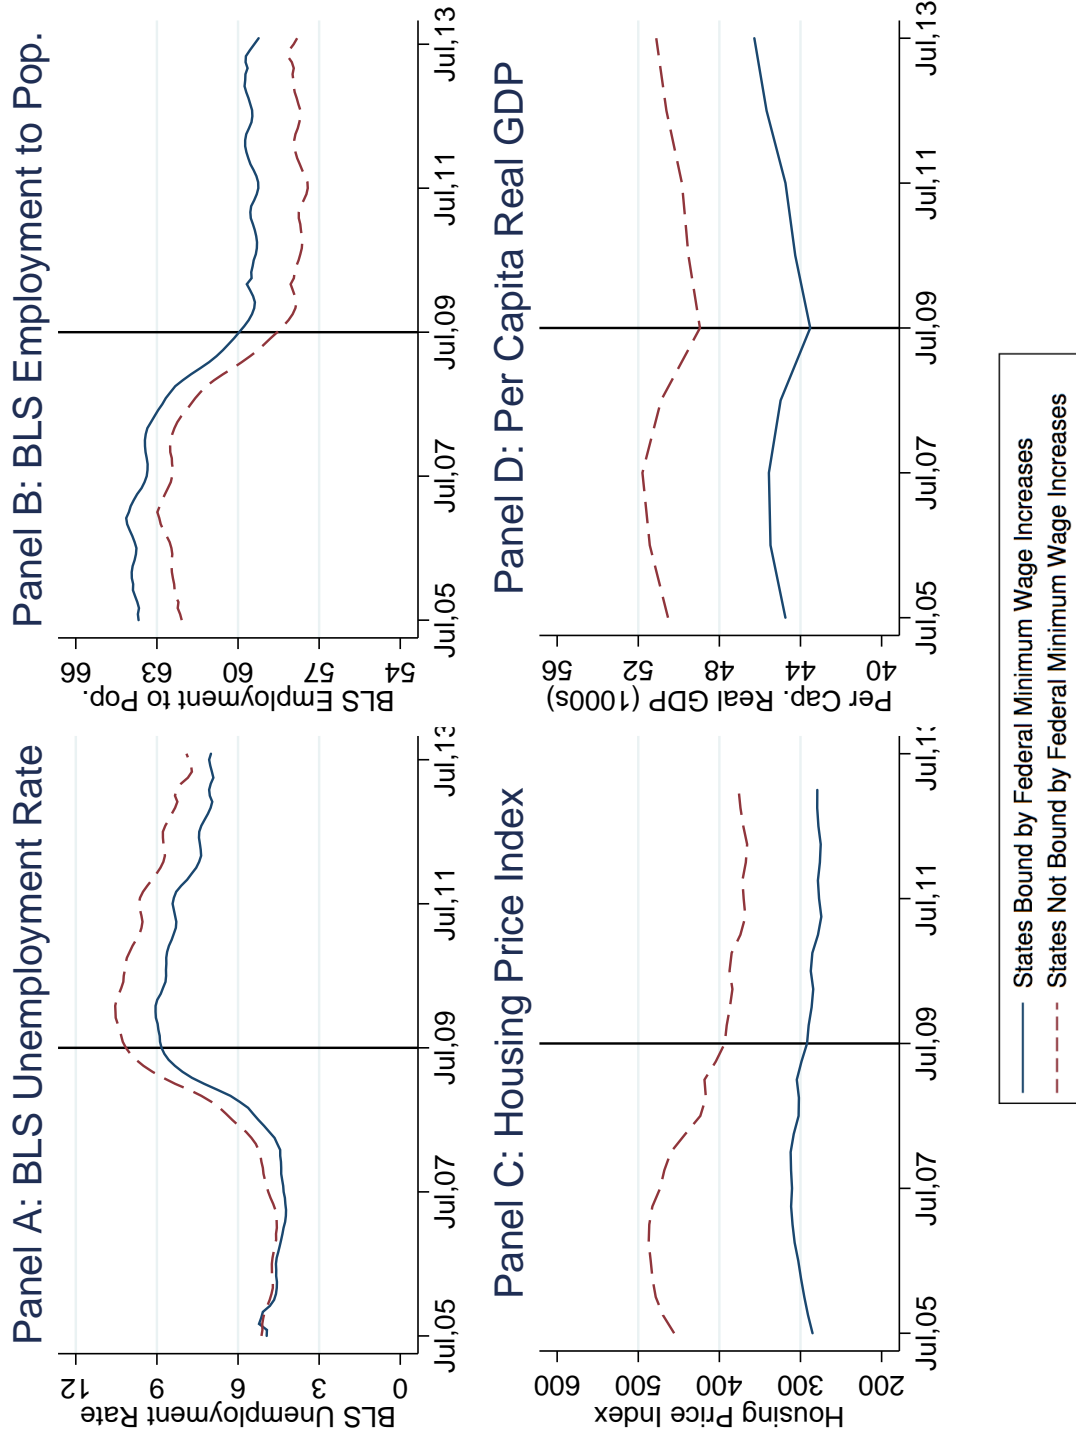 Panel A: BLS Unemployment Rate
BLS Unemployment Rate
12
9
6
3
0
Jul,05
Jul,07
Jul,09
Jul,11
Jul,13
Panel B: BLS Employment to Pop.
BLS Employment to Pop.
66
63
60
57
54
Jul,05
Jul,07
Jul,09
Jul,11
Jul,13
Panel C: Housing Price Index
Housing Price Index
600
500
400
300
200
Jul,05
Jul,07
Jul,09
Jul,11
Jul,13
Panel D: Per Capita Real GDP
Per Cap. Real GDP (1000s)
56
52
48
44
40
Jul,05
Jul,07
Jul,09
Jul,11
Jul,13
States Bound by Federal Minimum Wage Increases
States Not Bound by Federal Minimum Wage Increases